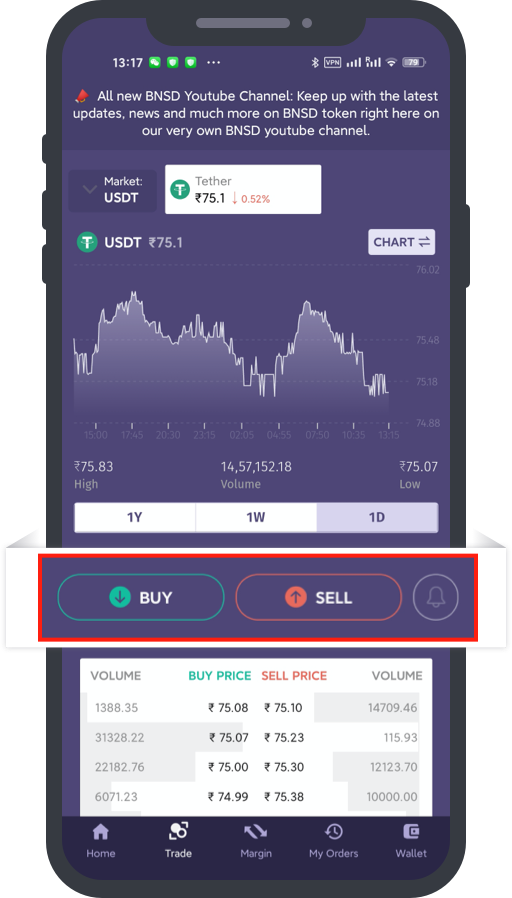 13:17 VPN R 79
All new BNSD Youtube Channel: Keep up with the latest
updates, news and much more on BNSD token right here on
our very own BNSD youtube channel.
Market:
USDT
Tether
₹75.1 ↓ 0.52%
USDT ₹75.1
CHART
76.02
75.48
75.18
74.88
15:00 17:45 20:30 23:15 02:05 04:55 07:50 10:35 13:15
₹75.83 14,57,152.18 ₹75.07
High Volume Low
1Y 1W 1D
BUY SELL
VOLUME BUY PRICE SELL PRICE VOLUME
1388.35 ₹ 75.08 ₹ 75.10 14709.46
31328.22 ₹ 75.07 ₹ 75.23 115.93
22182.76 ₹ 75.00 ₹ 75.30 12123.70
6071.23 ₹ 74.99 ₹ 75.38 10000.00
Home Trade Margin My Orders Wallet